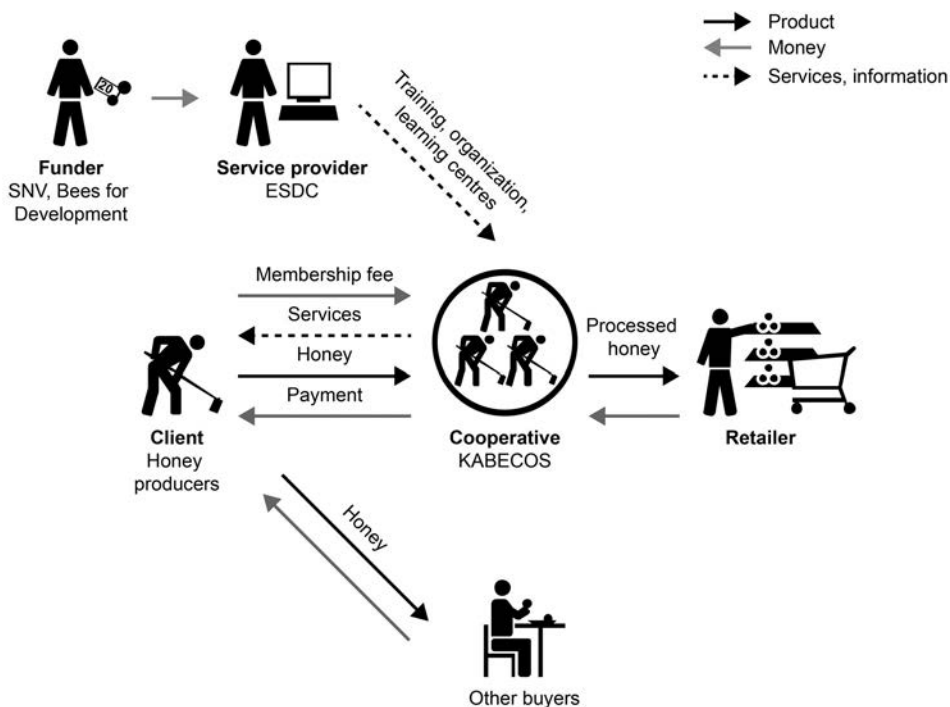 Product
Money
Services, information
20
Funder
SNV, Bees for
Development
Service provider
ESDC
Training, organization,
learning centres
Membership fee
Services
Honey
Payment
Client
Honey
producers
Cooperative
KABECOS
Processed
honey
Retailer
Honey
Other buyers